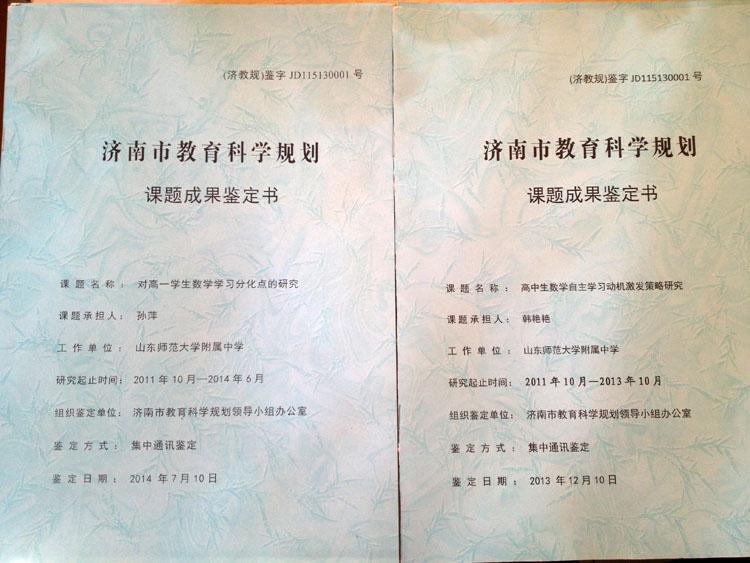 (济教规)鉴字 JD115130001 号
济南市教育科学规划
课题成果鉴定书
课题名称：对高一学生数学学习分化点的研究
课题承担人：孙萍
工作单位：山东师范大学附属中学
研究起止时间：2011 年 10 月—2014 年 6 月
组织鉴定单位：济南市教育科学规划领导小组办公室
鉴定方式：集中通讯鉴定
鉴定日期：2014 年 7 月 10 日
(济教规)鉴字 JD115130001 号
济南市教育科学规划
课题成果鉴定书
课题名称：高中生数学自主学习动机激发策略研究
课题承担人：韩艳艳
工作单位：山东师范大学附属中学
研究起止时间：2011 年 10 月—2013 年 10 月
组织鉴定单位：济南市教育科学规划领导小组办公室
鉴定方式：集中通讯鉴定
鉴定日期：2013 年 12 月 10 日